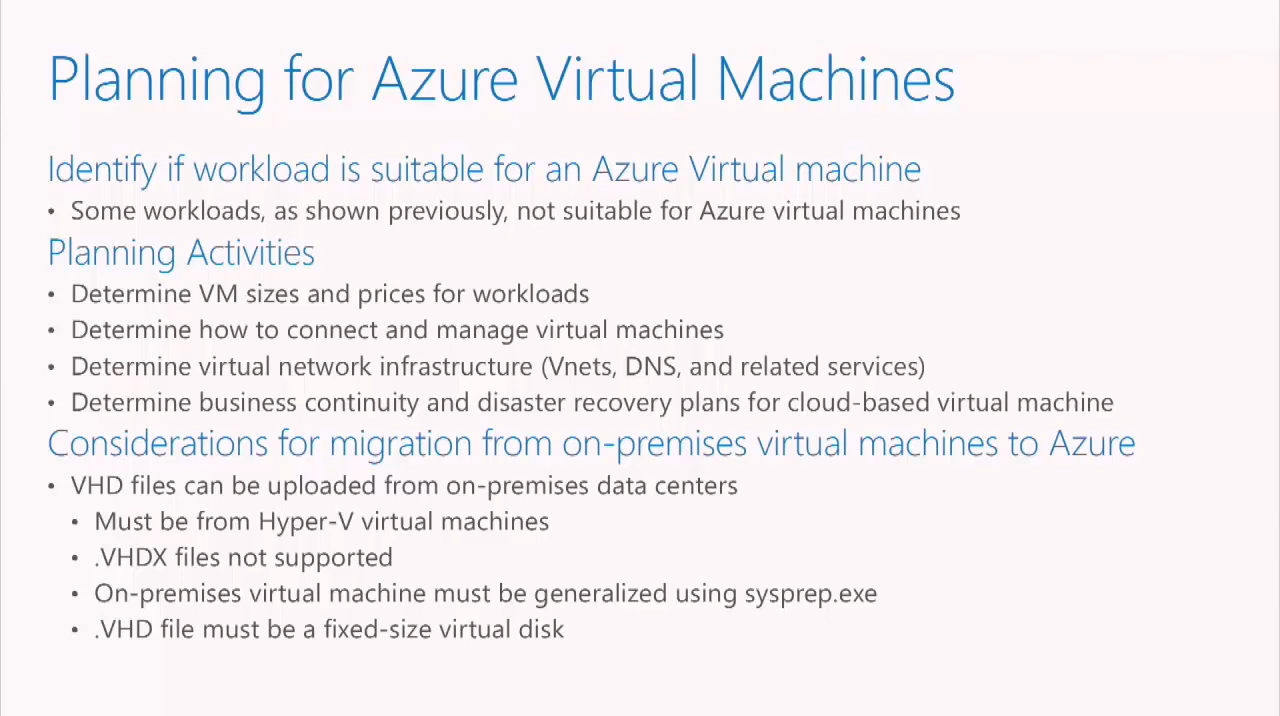 Planning for Azure Virtual Machines
Identify if workload is suitable for an Azure Virtual machine
• Some workloads, as shown previously, not suitable for Azure virtual machines
Planning Activities
• Determine VM sizes and prices for workloads
• Determine how to connect and manage virtual machines
• Determine virtual network infrastructure (Vnets, DNS, and related services)
• Determine business continuity and disaster recovery plans for cloud-based virtual machine
Considerations for migration from on-premises virtual machines to Azure
• VHD files can be uploaded from on-premises data centers
• Must be from Hyper-V virtual machines
• .VHDX files not supported
• On-premises virtual machine must be generalized using sysprep.exe
• .VHD file must be a fixed-size virtual disk